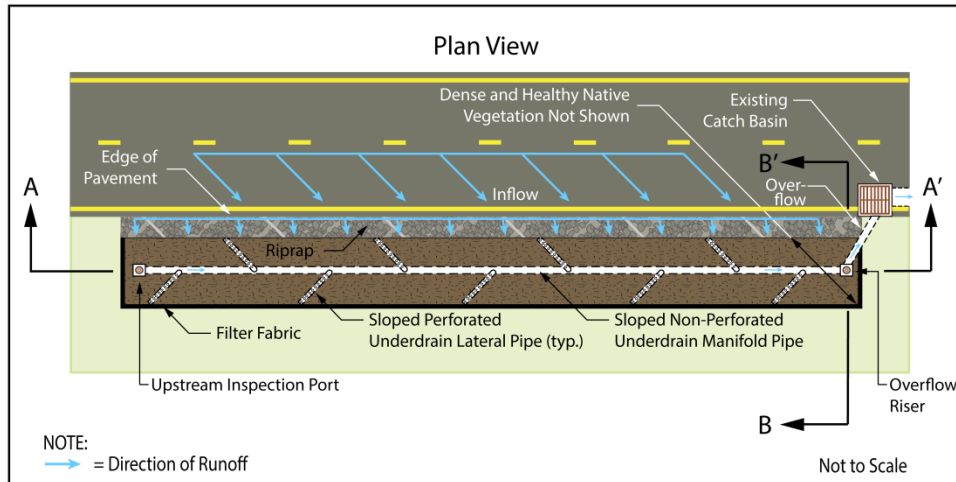 Plan View
Dense and Healthy Native
Vegetation Not Shown
Existing
Catch Basin
Edge of
Pavement
B'
A
Inflow
Over-
flow
A'
Riprap
Filter Fabric
Sloped Perforated
Underdrain Lateral Pipe (typ.)
Sloped Non-Perforated
Underdrain Manifold Pipe
Upstream Inspection Port
Overflow
Riser
B
NOTE:
= Direction of Runoff
Not to Scale